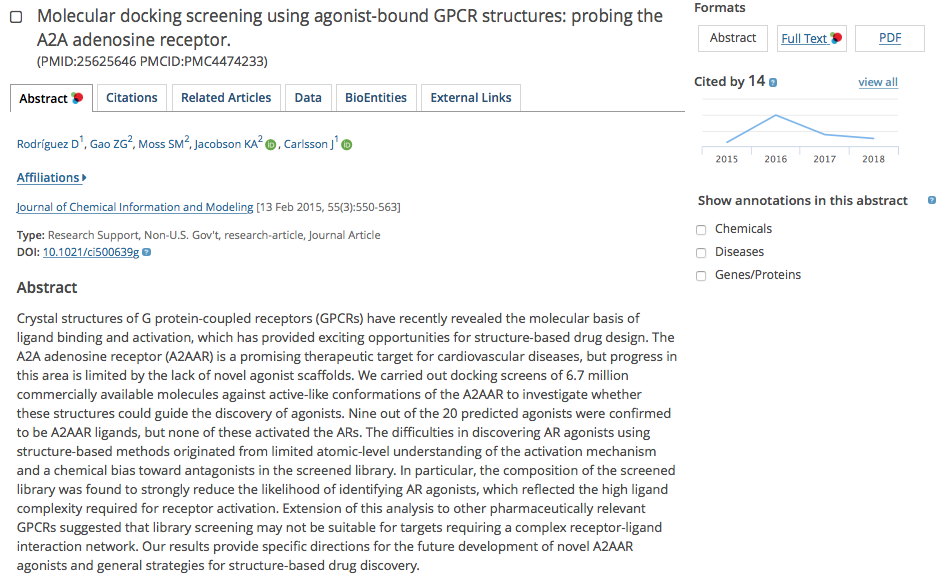 Molecular docking screening using agonist-bound GPCR structures: probing the
A2A adenosine receptor.
(PMID:25625646 PMCID:PMC4474233)
Abstract Citations Related Articles Data BioEntities External Links
Rodríguez D1, Gao ZG2, Moss SM2, Jacobson KA2 iD, Carlsson J1 iD
Affiliations
Journal of Chemical Information and Modeling [13 Feb 2015, 55(3):550-563]
Type: Research Support, Non-U.S. Gov't, research-article, Journal Article
DOI: 10.1021/ci500639g ?
Abstract
Crystal structures of G protein-coupled receptors (GPCRs) have recently revealed the molecular basis of
ligand binding and activation, which has provided exciting opportunities for structure-based drug design. The
A2A adenosine receptor (A2AAR) is a promising therapeutic target for cardiovascular diseases, but progress in
this area is limited by the lack of novel agonist scaffolds. We carried out docking screens of 6.7 million
commercially available molecules against active-like conformations of the A2AAR to investigate whether
these structures could guide the discovery of agonists. Nine out of the 20 predicted agonists were confirmed
to be A2AAR ligands, but none of these activated the ARs. The difficulties in discovering AR agonists using
structure-based methods originated from limited atomic-level understanding of the activation mechanism
and a chemical bias toward antagonists in the screened library. In particular, the composition of the screened
library was found to strongly reduce the likelihood of identifying AR agonists, which reflected the high ligand
complexity required for receptor activation. Extension of this analysis to other pharmaceutically relevant
GPCRs suggested that library screening may not be suitable for targets requiring a complex receptor-ligand
interaction network. Our results provide specific directions for the future development of novel A2AAR
agonists and general strategies for structure-based drug discovery.
Formats
Abstract Full Text PDF
Cited by 14 ? view all
2015 2016 2017 2018
Show annotations in this abstract ?
Chemicals
Diseases
Genes/Proteins